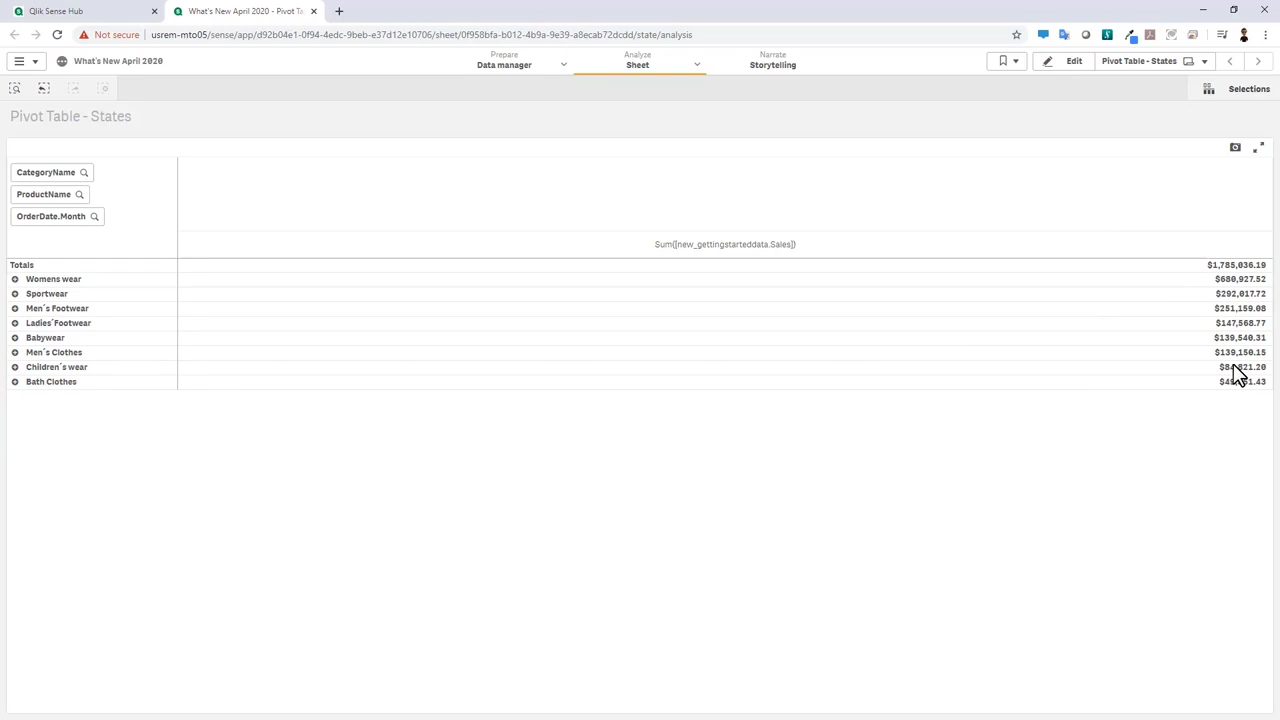 Qlik Sense Hub
What's New April 2020 - Pivot Ta
Not secure
usrem-mto05/sense/app/d92b04e1-0f94-4edc-9beb-e37d12e10706/sheet/0f958bfa-b012-4b9a-9e39-a8ecab72dcdd/state/analysis
What's New April 2020
Prepare
Data manager
Analyze
Sheet
Narrate
Storytelling
Edit
Pivot Table - States
Selections
Pivot Table - States
CategoryName
ProductName
OrderDate.Month
Sum([new_gettingstarteddata.Sales])
Totals $1,785,036.19
Womens wear $680,927.52
Sportwear $292,017.72
Men´s Footwear $251,159.08
Ladies´Footwear $147,568.77
Babywear $139,540.31
Men´s Clothes $139,150.15
Children´s wear
Bath Clothes